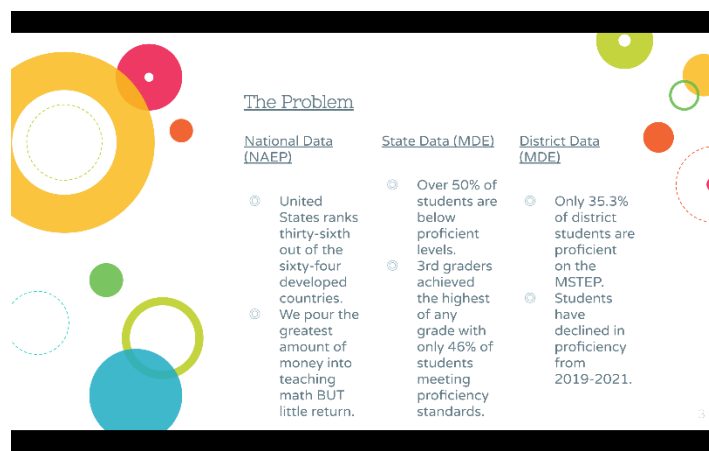 The Problem
National Data
(NAEP)
United
States ranks
thirty-sixth
out of the
sixty-four
developed
countries.
We pour the
greatest
amount of
money into
teaching
math BUT
little return.
State Data (MDE)
Over 50% of
students are
below
proficient
levels.
3rd graders
achieved
the highest
of any
grade with
only 46% of
students
meeting
proficiency
standards.
District Data
(MDE)
Only 35.3%
of district
students are
proficient
on the
MSTEP.
Students
have
declined in
proficiency
from
2019-2021.
3